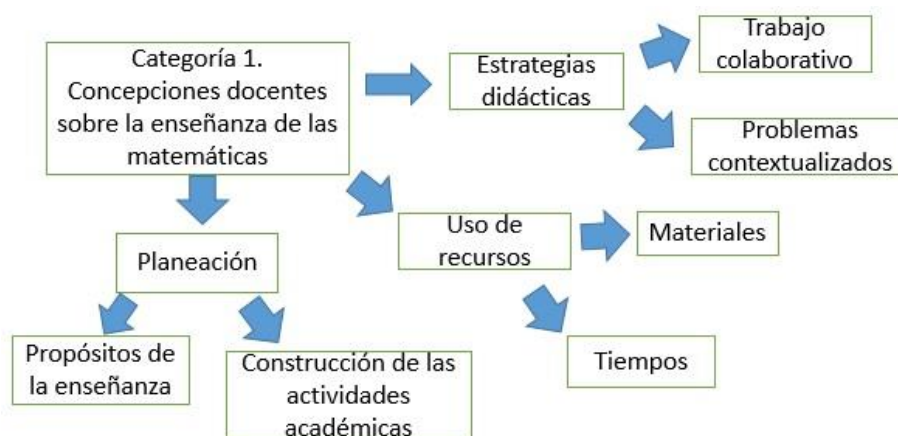 Categoría 1.
Concepciones docentes
sobre la enseñanza de las
matemáticas
Estrategias
didácticas
Trabajo
colaborativo
Problemas
contextualizados
Uso de
recursos
Materiales
Tiempos
Planeación
Propósitos de
la enseñanza
Construcción de las
actividades
académicas